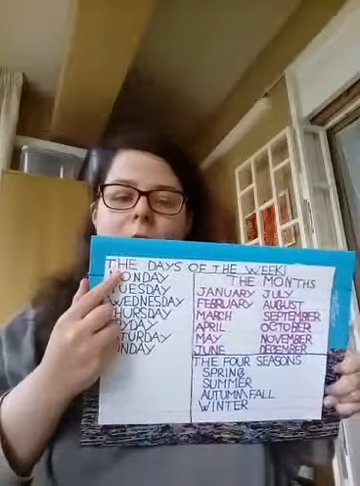 THE DAYS OF THE WEEK!
MONDAY
TUESDAY
WEDNESDAY
THURSDAY
THE MONTHS
JANUARY JULY
FEBRUARY AUGUST
MARCH SEPTEMBER
APRIL OCTOBER
MAY NOVEMBER
JUNE DECEMBER
THE FOUR SEASONS
SPRING
SUMMER
AUTUMN/FALL
WINTER